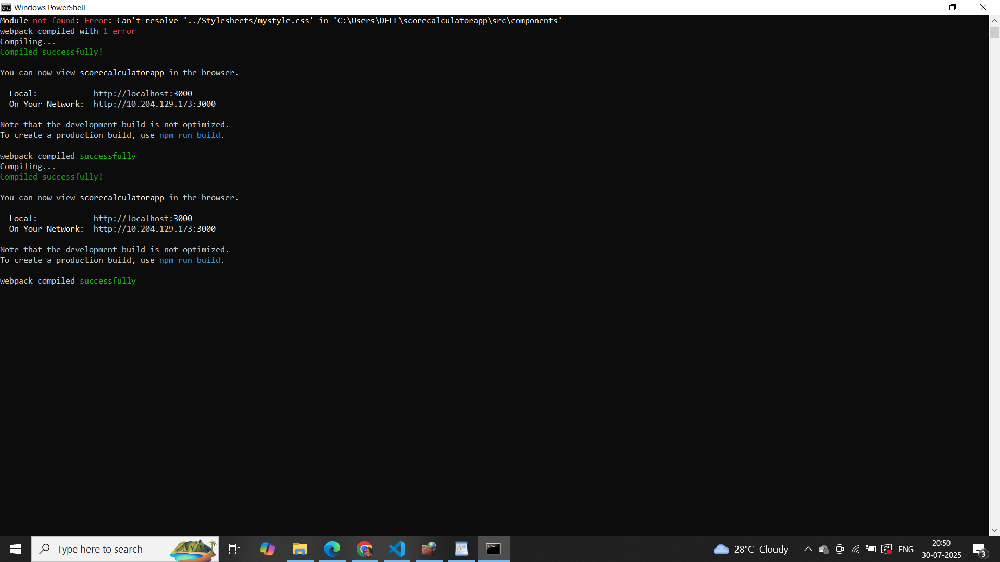 Windows PowerShell
Module not found: Error: Can't resolve '../Stylesheets/mystyle.css' in 'C:\Users\DELL\scorecalculatorapp\src\components'
webpack compiled with 1 error
Compiling...
Compiled successfully!
You can now view scorecalculatorapp in the browser.
Local:            http://localhost:3000
On Your Network:  http://10.204.129.173:3000
Note that the development build is not optimized.
To create a production build, use npm run build.
webpack compiled successfully
Compiling...
Compiled successfully!
You can now view scorecalculatorapp in the browser.
Local:            http://localhost:3000
On Your Network:  http://10.204.129.173:3000
Note that the development build is not optimized.
To create a production build, use npm run build.
webpack compiled successfully
Type here to search
28°C Cloudy
ENG
20:50
30-07-2025
3